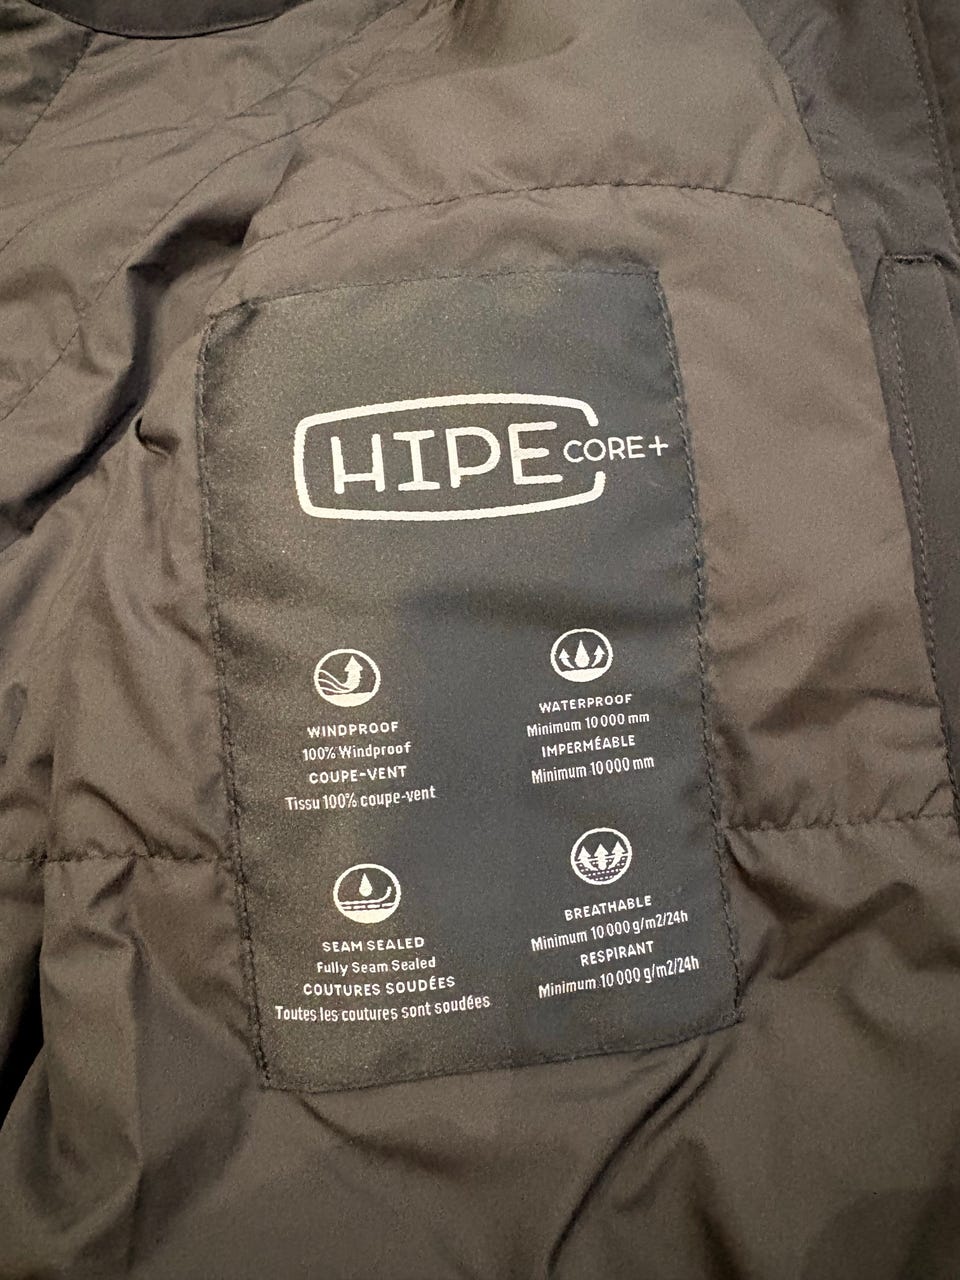 HIPE CORE+
WINDPROOF
100% Windproof
COUPE-VENT
Tissu 100% coupe-vent
WATERPROOF
Minimum 10 000 mm
IMPERMÉABLE
Minimum 10 000 mm
SEAM SEALED
Fully Seam Sealed
COUTURES SOUDÉES
Toutes les coutures sont soudées
BREATHABLE
Minimum 10 000 g/m2/24h
RESPIRANT
Minimum 10 000 g/m2/24h